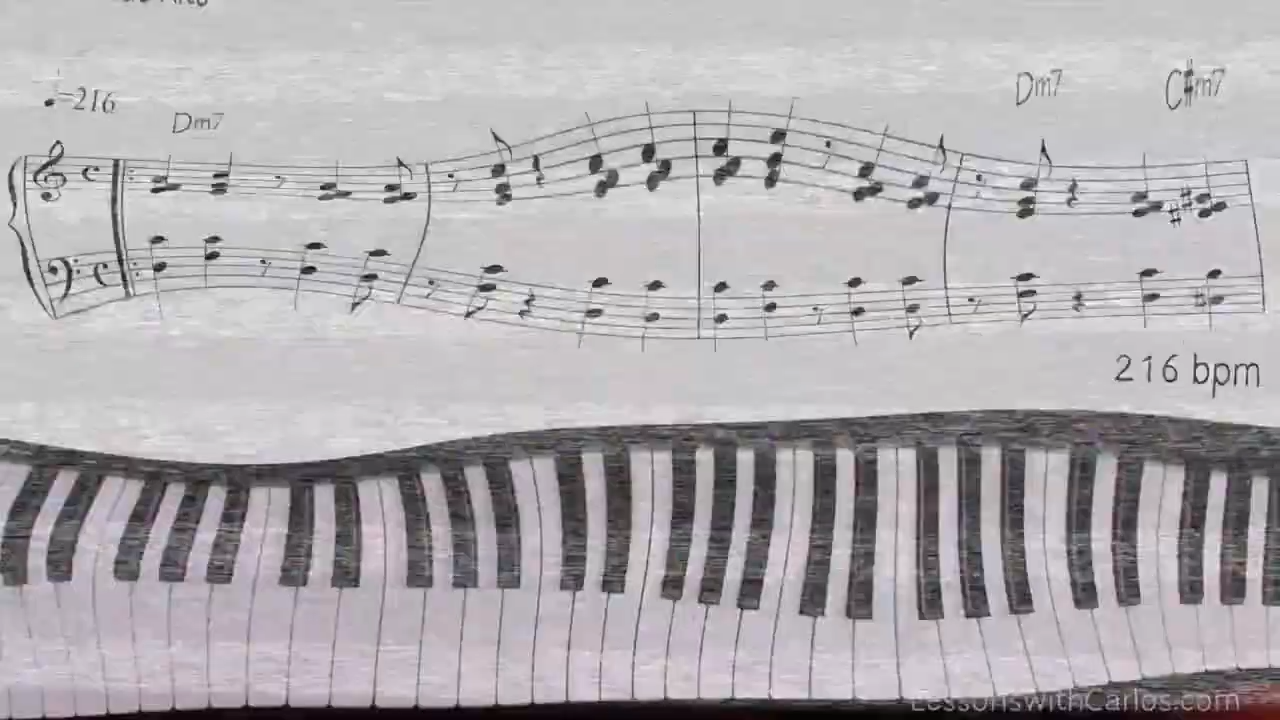 ♩=216
Dm7
Dm7 C#m7
216 bpm
LessonswithCarlos.com